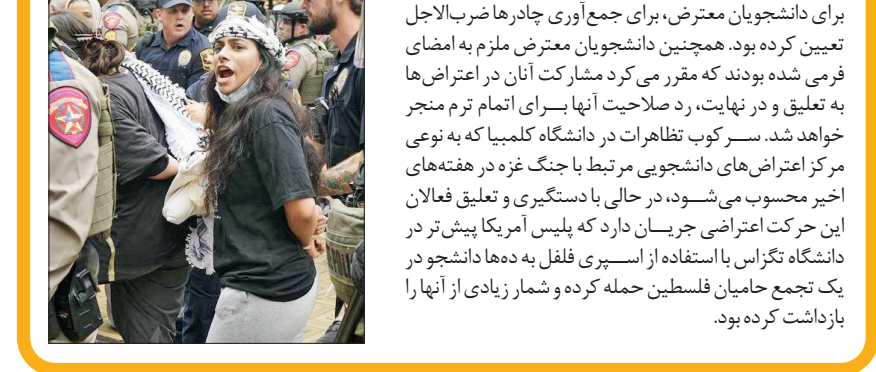 برای دانشجویان معترض، برای جمع‌آوری چادرها ضرب‌الاجل
تعیین کرده بود. همچنین دانشجویان معترض ملزم به امضای
فرمی شده بودند که مقرر می‌کرد مشارکت آنان در اعتراض‌ها
به تعلیق و در نهایت، رد صلاحیت آنها بـــرای اتمام ترم منجر
خواهد شد. ســـرکوب تظاهرات در دانشگاه کلمبیا که به نوعی
مرکز اعتراض‌های دانشجویی مرتبط با جنگ غزه در هفته‌های
اخیر محسوب می‌شـــود، در حالی با دستگیری و تعلیق فعالان
این حرکت اعتراضی جریـــان دارد که پلیس آمریکا پیش‌تر در
دانشگاه تگزاس با استفاده از اســـپری فلفل به ده‌ها دانشجو در
یک تجمع حامیان فلسطین حمله کرده و شمار زیادی از آنها را
بازداشت کرده بود.